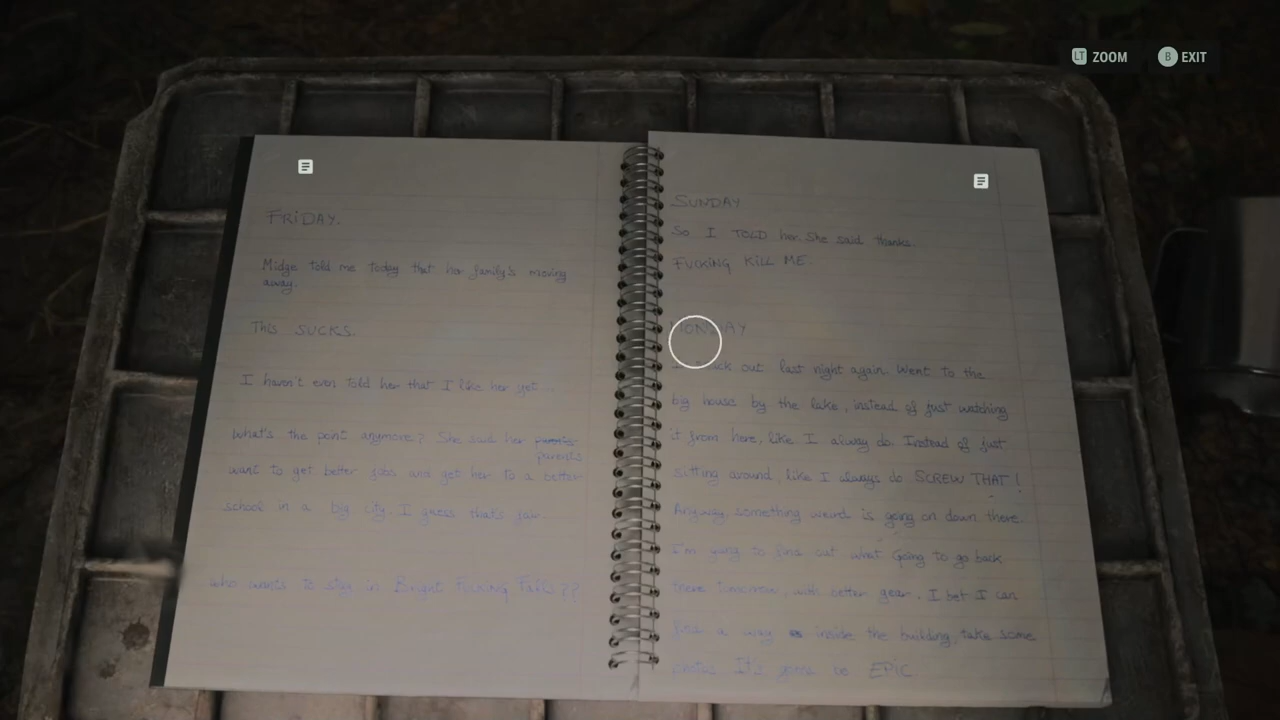 LT ZOOM B EXIT
FRIDAY.
Midge told me today that her family's moving
away.
THIS SUCKS.
I haven't even told her that I like her yet...
What's the point anymore? She said her parents
parents
want to get better jobs and get her to a better
school in a big city. I guess that's fair...
who wants to stay in Bright Fucking Falls??
SUNDAY
So I TOLD her. She said thanks.
FUCKING KILL ME.
MONDAY
I out last night again. Went to the
big house by the lake, instead of just watching
it from here, like I always do. Instead of just
sitting around, like I always do. SCREW THAT!
Anyway something weird is going on down there.
I'm going to find out what. Going to go back
there tomorrow, with better gear. I bet I can
find a way inside the building, take some
photos. It's gonna be EPIC